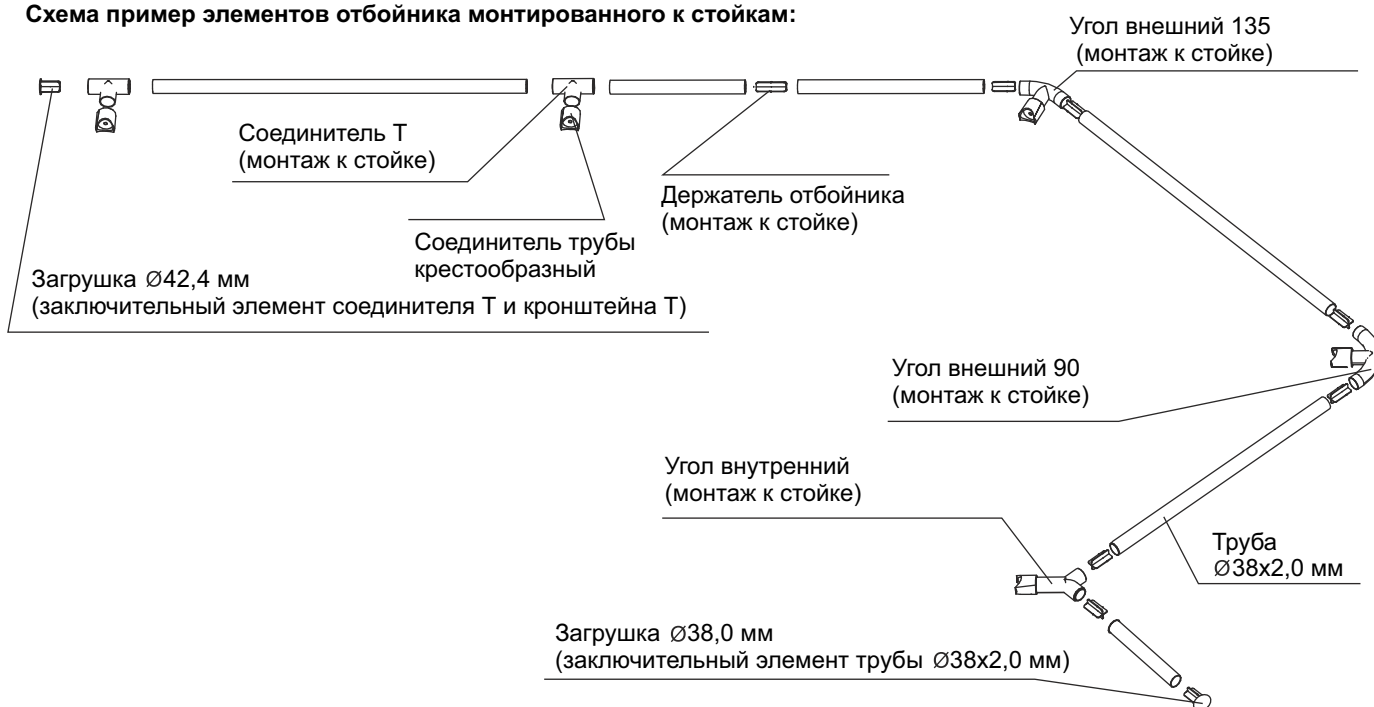 Схема пример элементов отбойника монтированного к стойкам:
Угол внешний 135
(монтаж к стойке)
Соединитель Т
(монтаж к стойке)
Держатель отбойника
(монтаж к стойке)
Соединитель трубы
крестообразный
Загрушка Ø42,4 мм
(заключительный элемент соединителя Т и кронштейна Т)
Угол внешний 90
(монтаж к стойке)
Угол внутренний
(монтаж к стойке)
Труба
Ø38х2,0 мм
Загрушка Ø38,0 мм
(заключительный элемент трубы Ø38х2,0 мм)